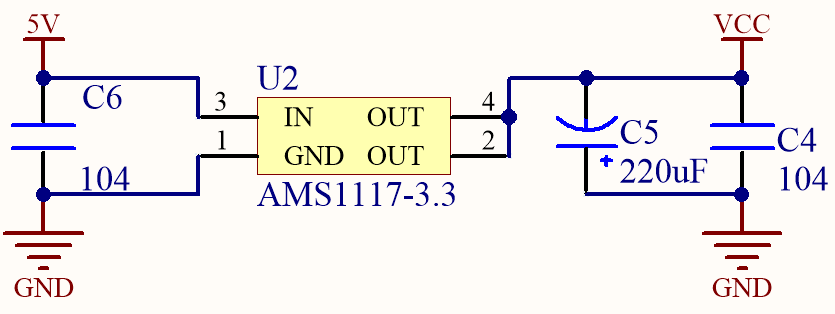 5V
VCC
U2
C6
3
IN
OUT
4
1
GND
OUT
2
C5
C4
104
220uF
104
AMS1117-3.3
+
GND
GND